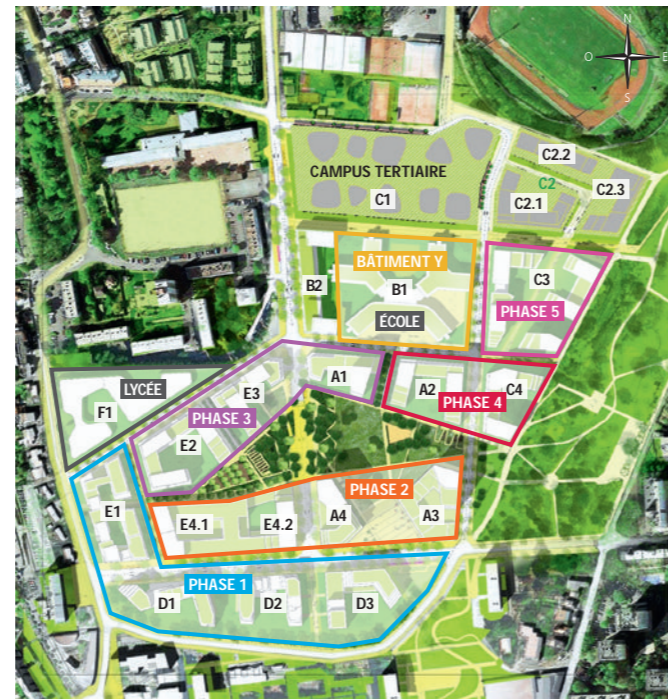 N
O
E
S
CAMPUS TERTIAIRE
C1
C2.2
C2
C2.3
C2.1
BÂTIMENT Y
B2
B1
ÉCOLE
C3
PHASE 5
LYCÉE
F1
E3
A1
PHASE 3
E2
A2
C4
PHASE 4
PHASE 2
E1
E4.1
E4.2
A4
A3
PHASE 1
D1
D2
D3